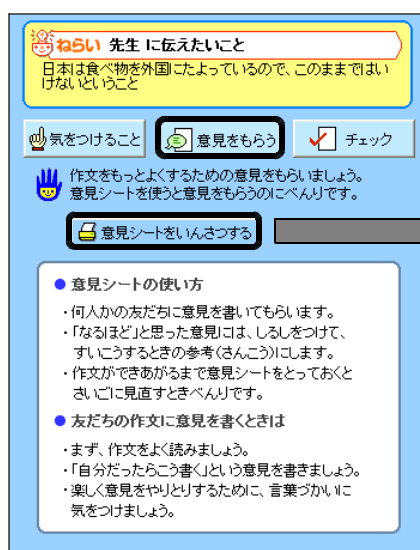 ねらい 先生 に伝えたいこと
日本は食べ物を外国にたよっているので、このままではい
けないということ
気をつけること 意見をもらう チェック
作文をもっとよくするための意見をもらいましょう。
意見シートを使うと意見をもらうのにべんりです。
意見シートをいんさつする
● 意見シートの使い方
・何人かの友だちに意見を書いてもらいます。
・「なるほど」と思った意見には、しるしをつけて、
すいこうするときの参考(さんこう)にします。
・作文ができあがるまで意見シートをとっておくと
さいごに見直すときべんりです。
● 友だちの作文に意見を書くときは
・まず、作文をよく読みましょう。
・「自分だったらこう書く」という意見を書きましょう。
・楽しく意見をやりとりするために、言葉づかいに
気をつけましょう。